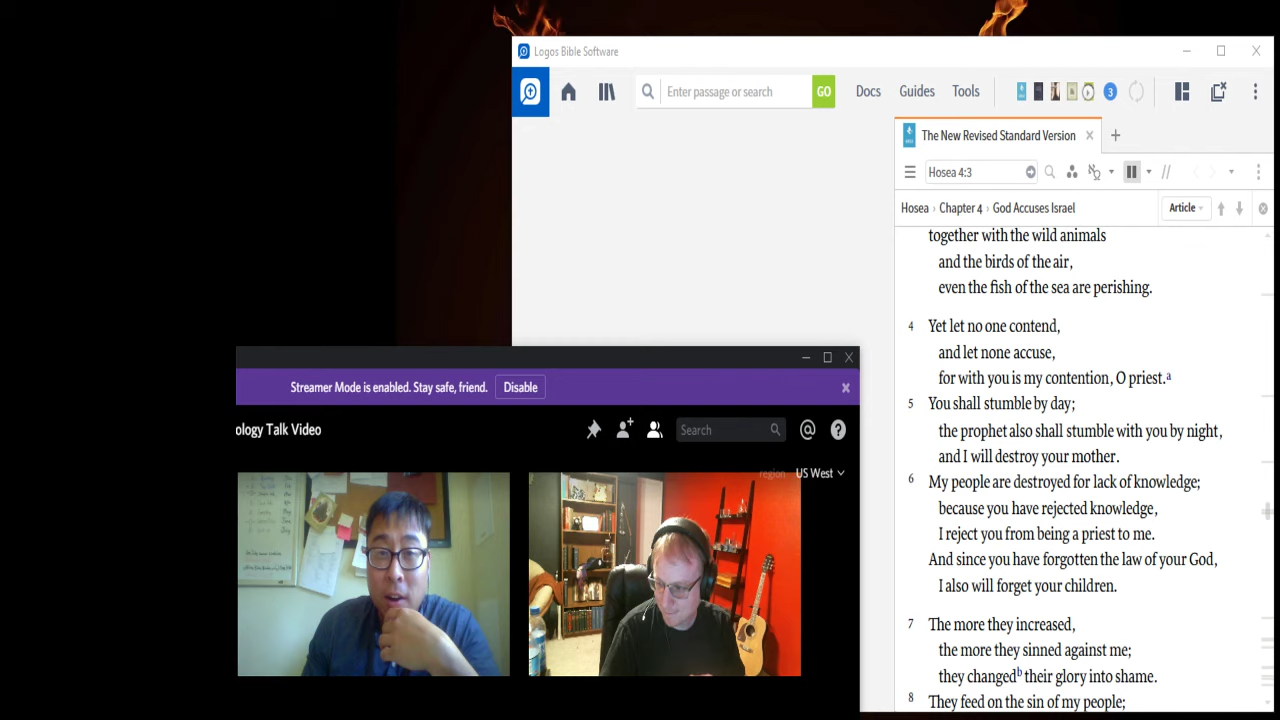 Logos Bible Software
Enter passage or search
GO
Docs
Guides
Tools
3
The New Revised Standard Version
Hosea 4:3
Hosea › Chapter 4 › God Accuses Israel
Article
together with the wild animals
and the birds of the air,
even the fish of the sea are perishing.
4 Yet let no one contend,
and let none accuse,
for with you is my contention, O priest.a
5 You shall stumble by day;
the prophet also shall stumble with you by night,
and I will destroy your mother.
6 My people are destroyed for lack of knowledge;
because you have rejected knowledge,
I reject you from being a priest to me.
And since you have forgotten the law of your God,
I also will forget your children.
7 The more they increased,
the more they sinned against me;
they changedb their glory into shame.
8 They feed on the sin of my people;
Streamer Mode is enabled. Stay safe, friend.
Disable
ology Talk Video
Search
region
US West